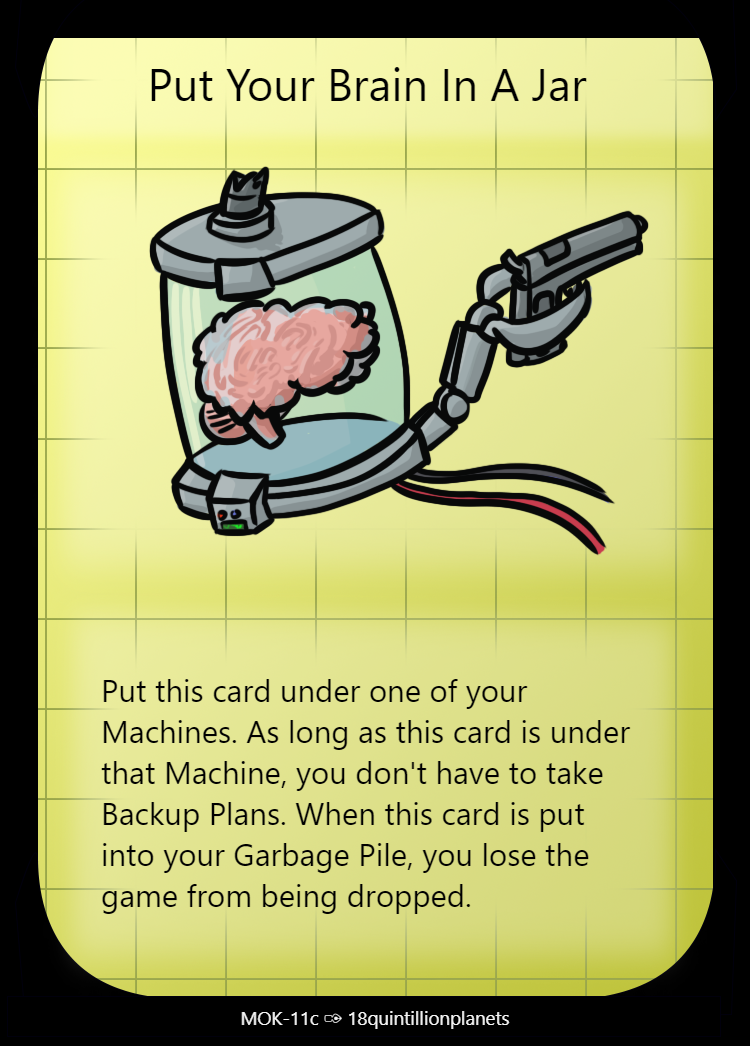 Put Your Brain In A Jar
Put this card under one of your
Machines. As long as this card is under
that Machine, you don't have to take
Backup Plans. When this card is put
into your Garbage Pile, you lose the
game from being dropped.
MOK-11c ➩ 18quintillionplanets